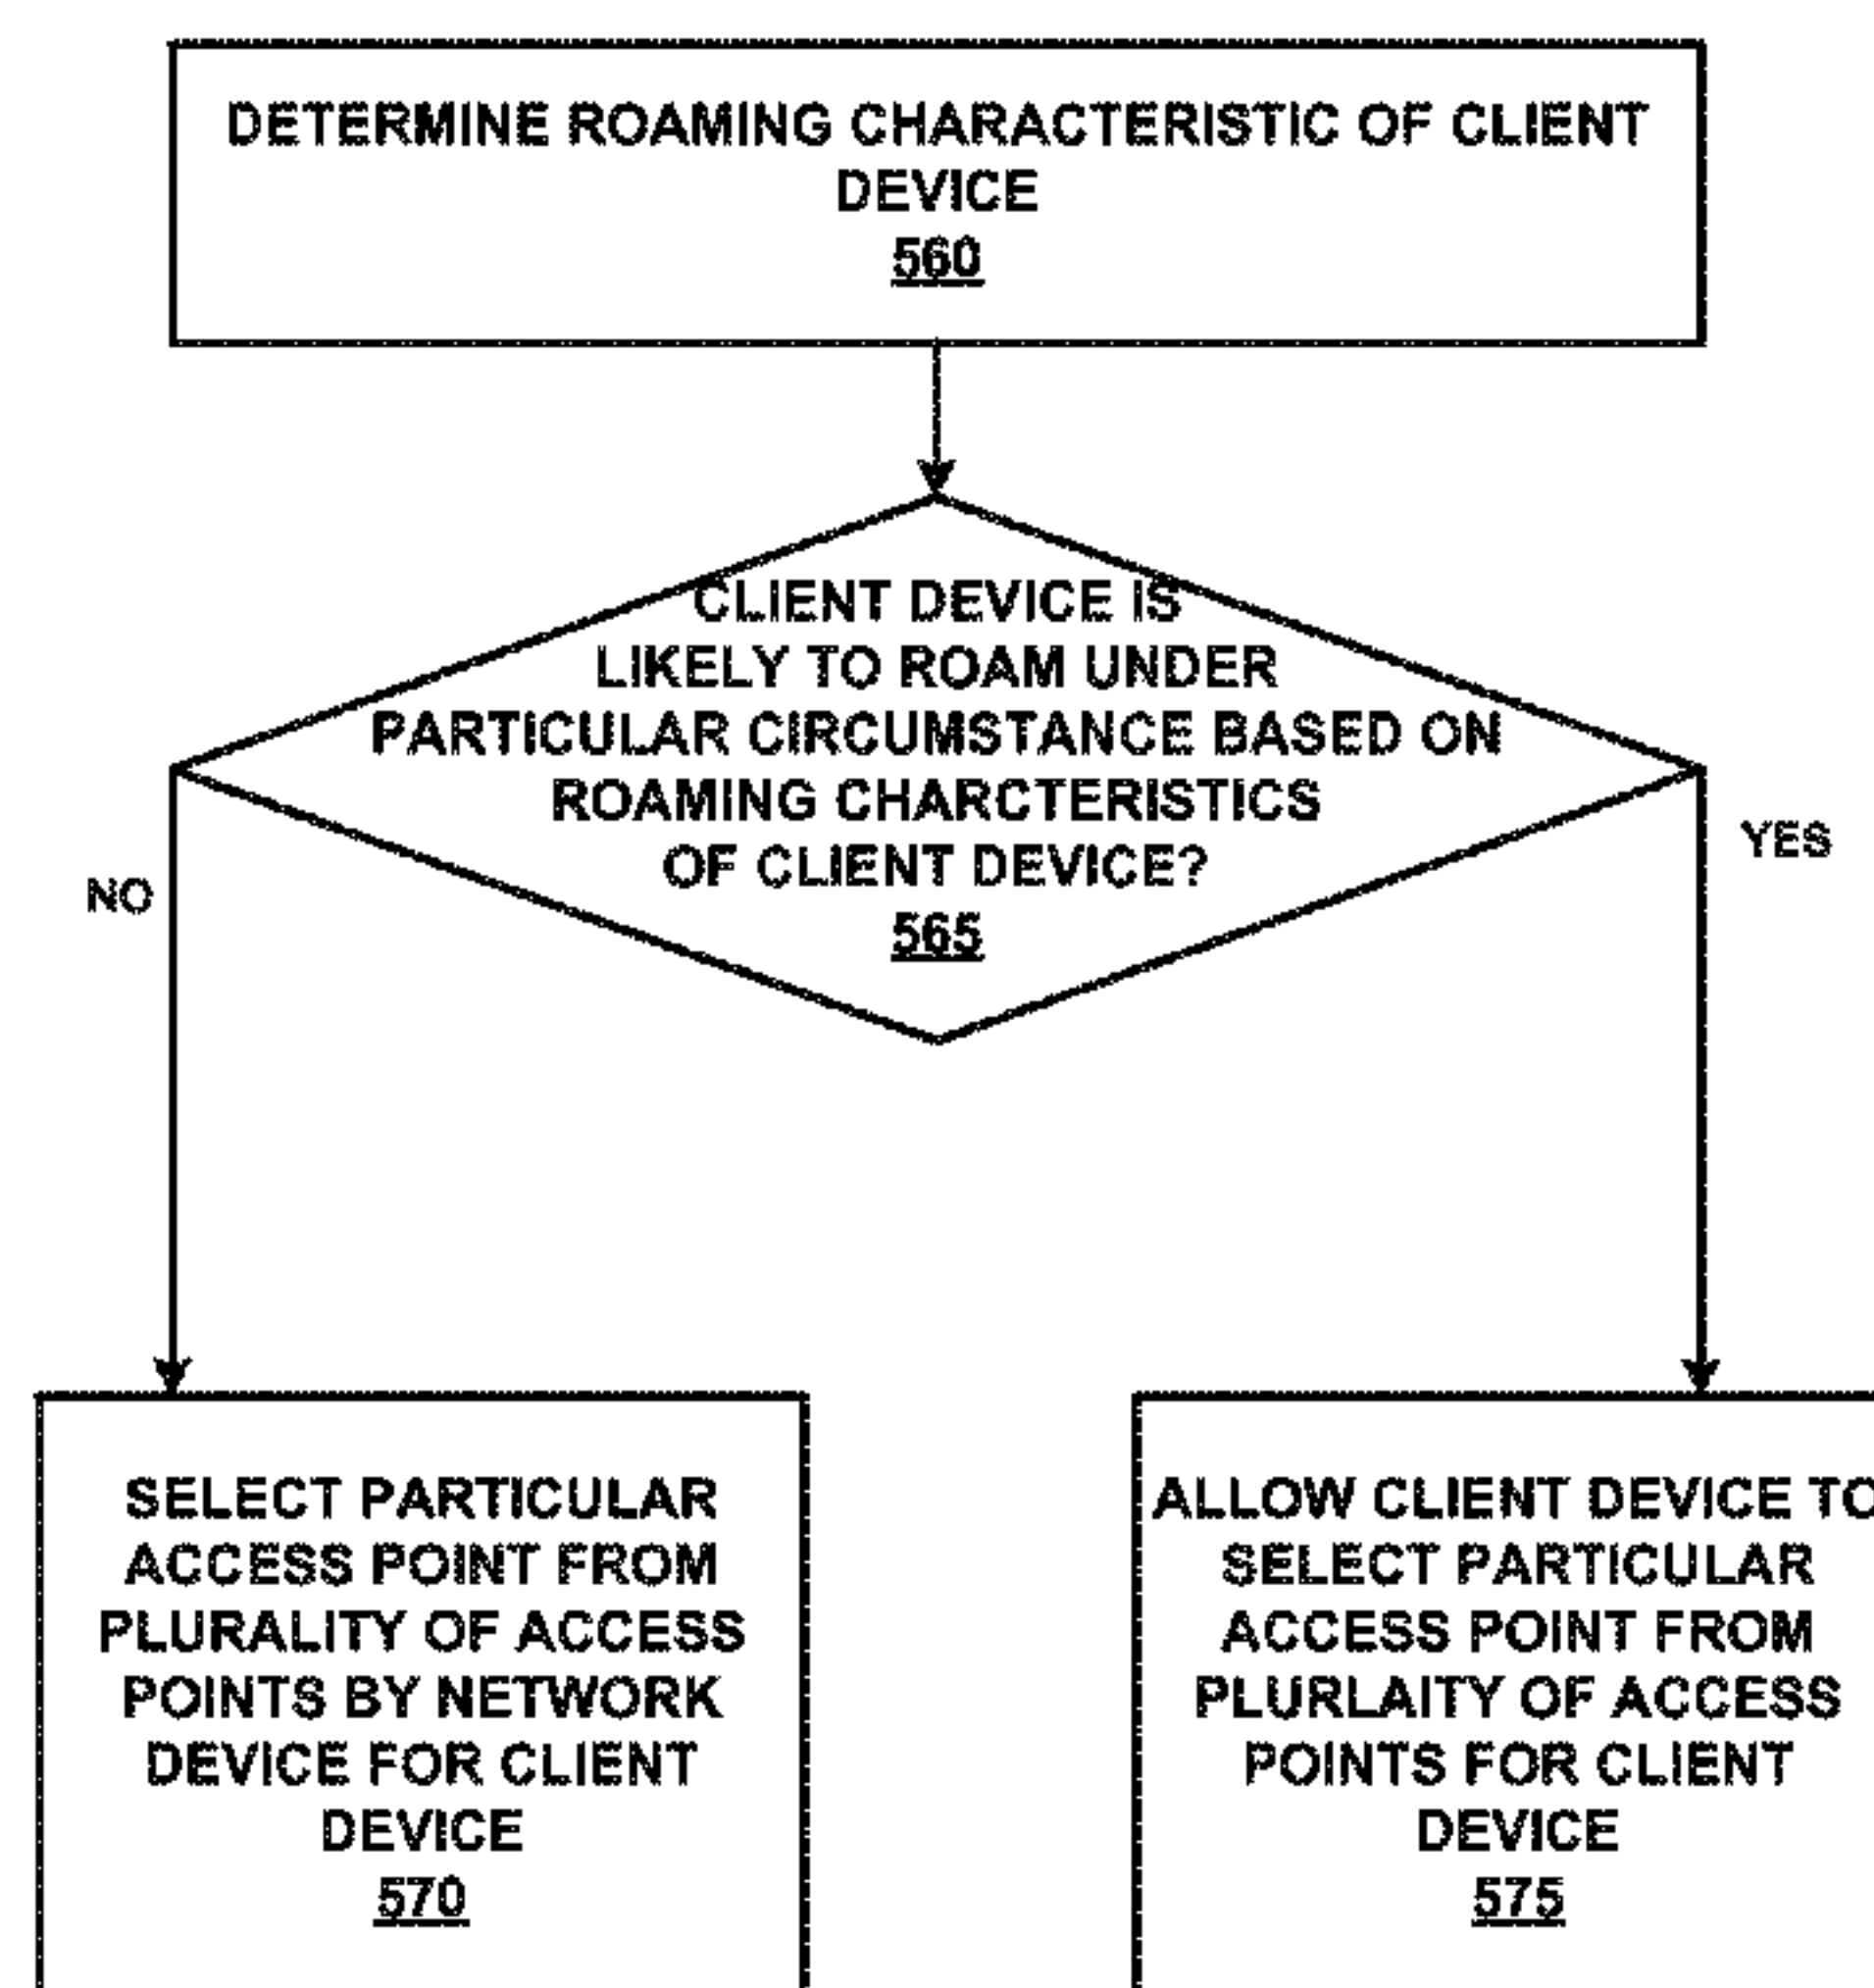 DETERMINE ROAMING CHARACTERISTIC OF CLIENT
DEVICE
560
CLIENT DEVICE IS
LIKELY TO ROAM UNDER
PARTICULAR CIRCUMSTANCE BASED ON
ROAMING CHARCTERISTICS
OF CLIENT DEVICE?
565
YES
NO
SELECT PARTICULAR
ACCESS POINT FROM
PLURALITY OF ACCESS
POINTS BY NETWORK
DEVICE FOR CLIENT
DEVICE
570
ALLOW CLIENT DEVICE TO
SELECT PARTICULAR
ACCESS POINT FROM
PLURLAITY OF ACCESS
POINTS FOR CLIENT
DEVICE
575